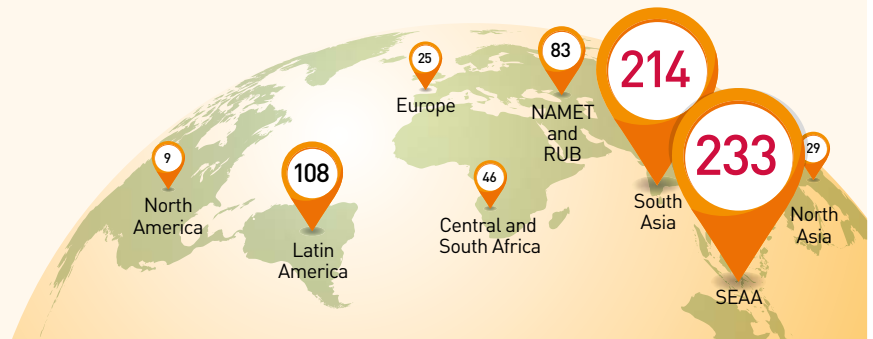 9
North
America
108
Latin
America
25
Europe
46
Central and
South Africa
83
NAMET
and
RUB
214
South
Asia
233
SEAA
29
North
Asia